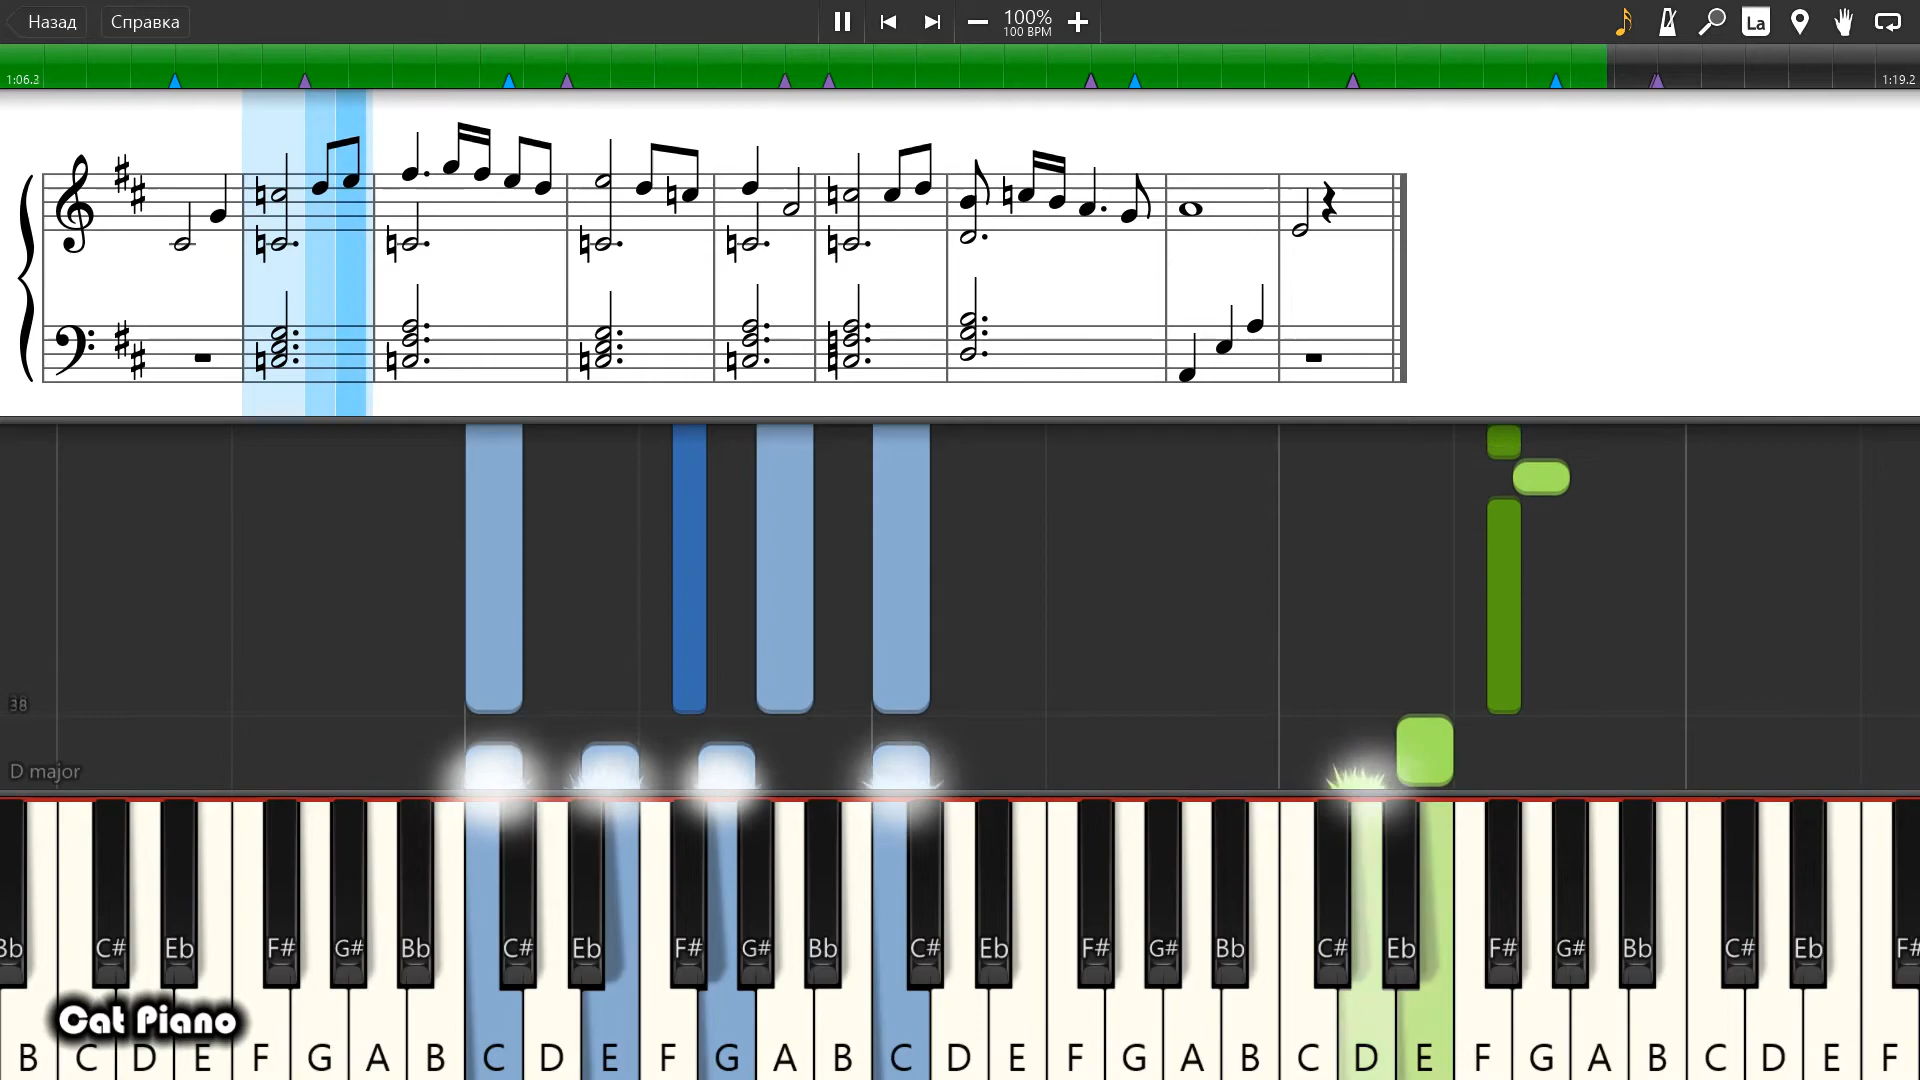 Назад Справка 100% La
100 BPM
1:06.3 1:19.2
38
D major
Bb C# Eb F# G# Bb C# Eb F# G# Bb C# Eb F# G# Bb C# Eb F# G# Bb C# Eb F#
Cat Piano
B C D E F G A B C D E F G A B C D E F G A B C D E F G A B C D E F